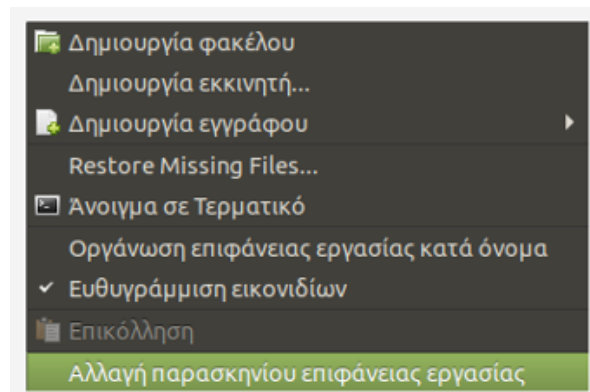 Δημιουργία φακέλου
Δημιουργία εκκινητή...
Δημιουργία εγγράφου
Restore Missing Files...
Άνοιγμα σε Τερματικό
Οργάνωση επιφάνειας εργασίας κατά όνομα
Ευθυγράμμιση εικονιδίων
Επικόλληση
Αλλαγή παρασκηνίου επιφάνειας εργασίας